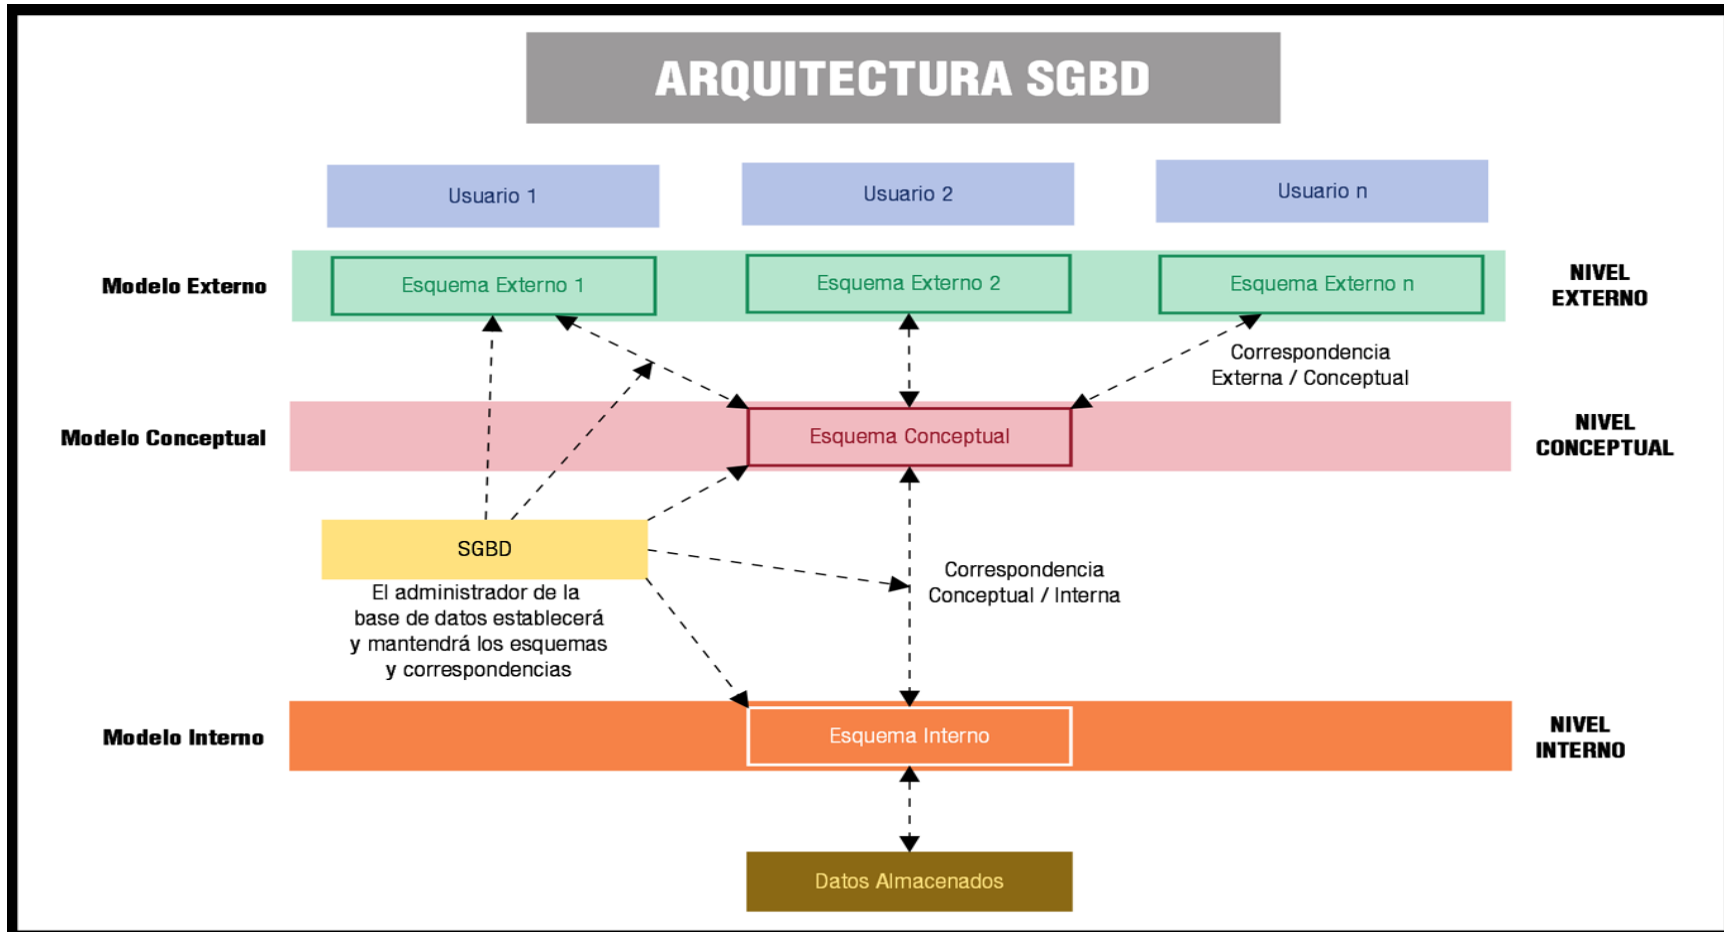 ARQUITECTURA SGBD
Usuario 1
Usuario 2
Usuario n
Modelo Externo
Esquema Externo 1
Esquema Externo 2
Esquema Externo n
NIVEL
EXTERNO
Correspondencia
Externa / Conceptual
Modelo Conceptual
Esquema Conceptual
NIVEL
CONCEPTUAL
SGBD
El administrador de la
base de datos establecerá
y mantendrá los esquemas
y correspondencias
Correspondencia
Conceptual / Interna
Modelo Interno
Esquema Interno
NIVEL
INTERNO
Datos Almacenados